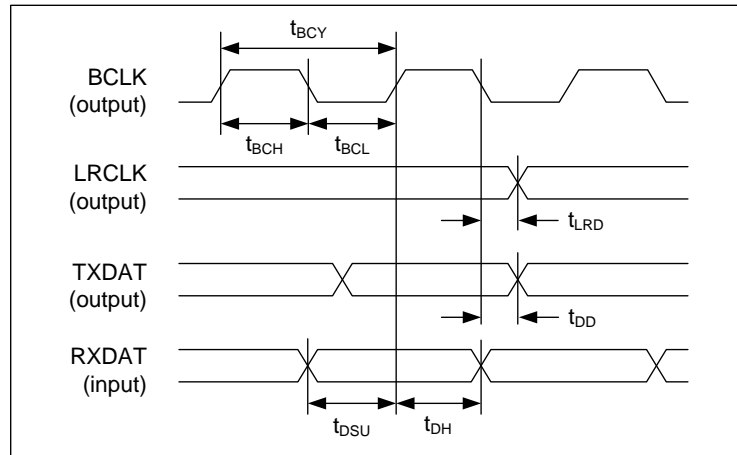 tBCY
BCLK
(output)
tBCH
tBCL
LRCLK
(output)
tLRD
TXDAT
(output)
tDD
RXDAT
(input)
tDSU
tDH